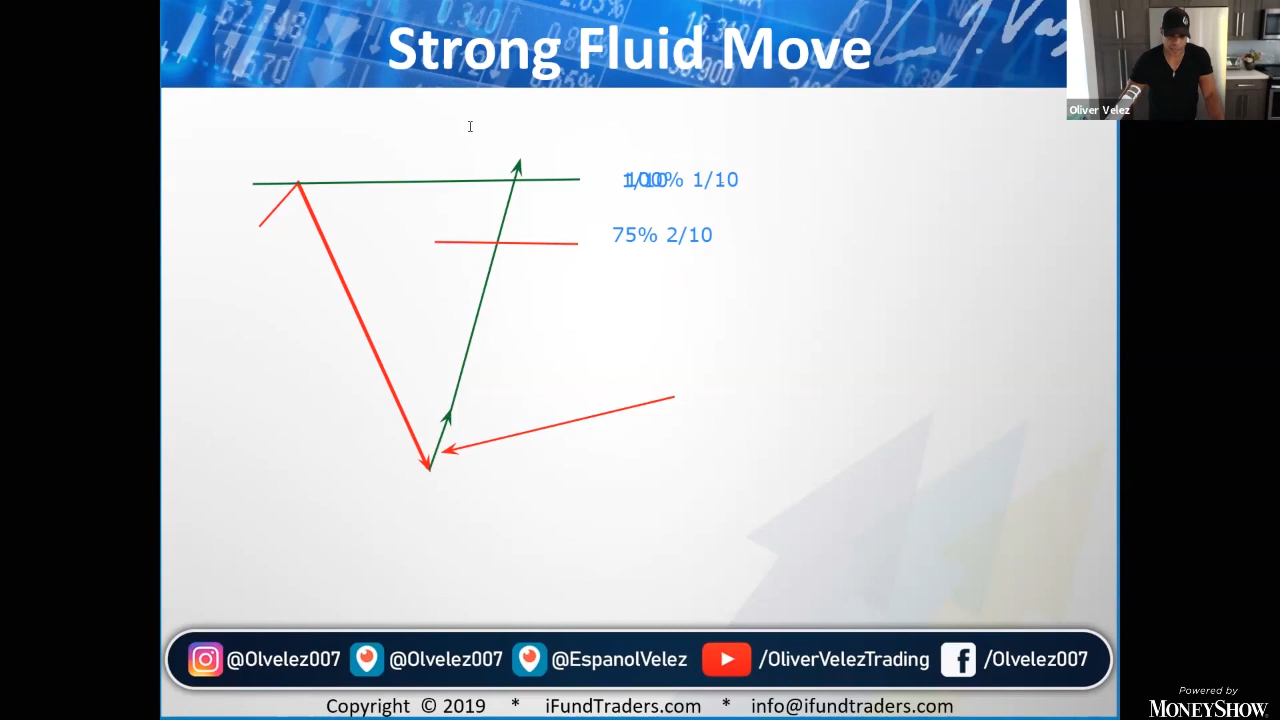 Strong Fluid Move
Oliver Velez
100% 1/10
75% 2/10
@Olvelez007 @Olvelez007 @EspanolVelez /OliverVelezTrading /Olvelez007
Copyright © 2019 * iFundTraders.com * info@ifundtraders.com
Powered by
MONEYSHOW